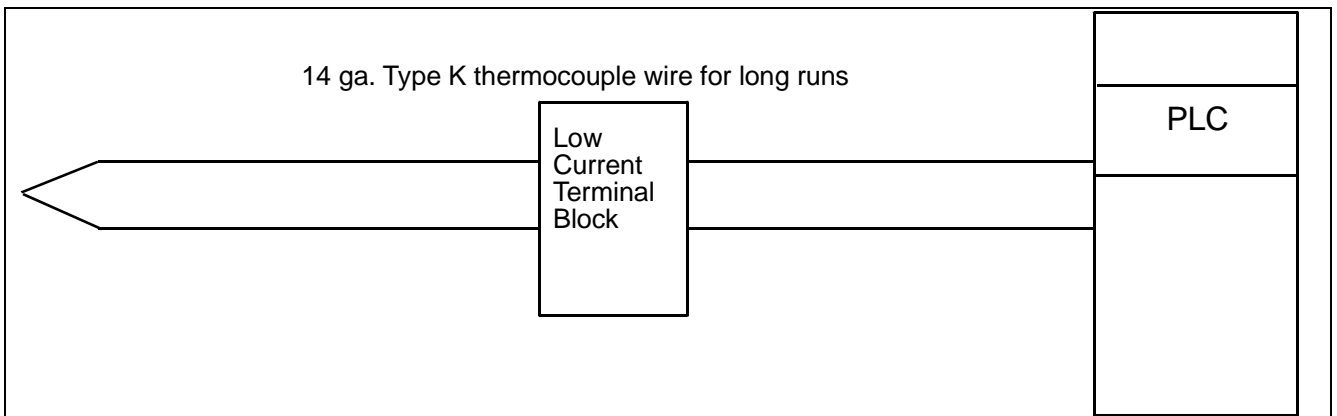 14 ga. Type K thermocouple wire for long runs
PLC
Low
Current
Terminal
Block